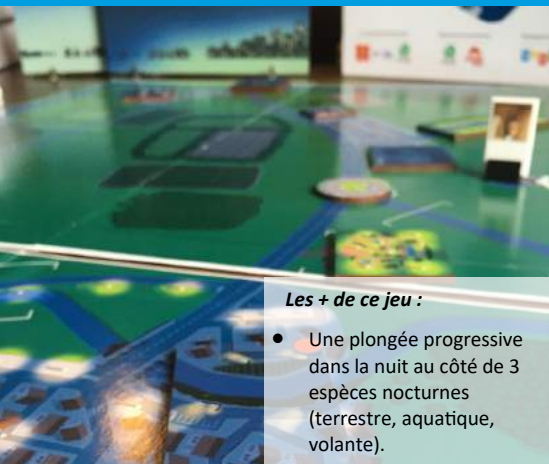 Les + de ce jeu :
● Une plongée progressive
dans la nuit au côté de 3
espèces nocturnes
(terrestre, aquatique,
volante).